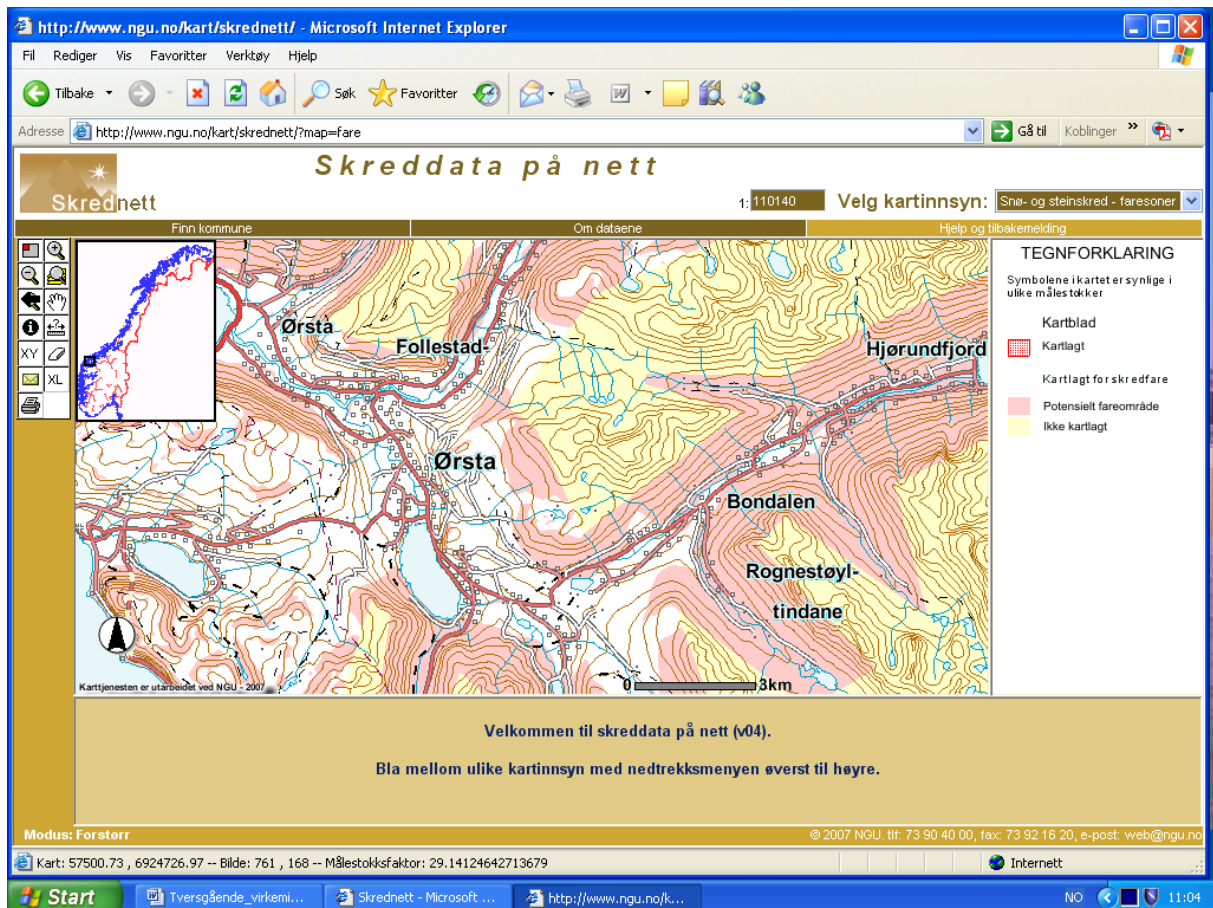 http://www.ngu.no/kart/skrednett/ - Microsoft Internet Explorer
Fil Rediger Vis Favoritter Verktøy Hjelp
Tilbake Søk Favoritter
Adresse http://www.ngu.no/kart/skrednett/?map=fare Gå til Koblinger »
Skreddata på nett
Skrednett
1: 110140 Velg kartinnsyn: Snø- og steinskred - faresoner
Finn kommune Om dataene Hjelp og tilbakemelding
XY
XL
Ørsta
Follestad-
Hjørundfjord
Ørsta
Bondalen
Rognestøyl-
tindane
Karttjenesten er utarbeidet ved NGU - 2007
0 3km
TEGNFORKLARING
Symbolene i kartet er synlige i
ulike målestokker
Kartblad
Kartlagt
Kartlagt for skredfare
Potensielt fareområde
Ikke kartlagt
Velkommen til skreddata på nett (v04).
Bla mellom ulike kartinnsyn med nedtrekksmenyen øverst til høyre.
Modus: Forstørr © 2007 NGU. tlf: 73 90 40 00, fax: 73 92 16 20, e-post: web@ngu.no
Kart: 57500.73 , 6924726.97 -- Bilde: 761 , 168 -- Målestokksfaktor: 29.14124642713679 Internett
Start Tversgående_virkemi... Skrednett - Microsoft ... http://www.ngu.no/k... NO 11:04